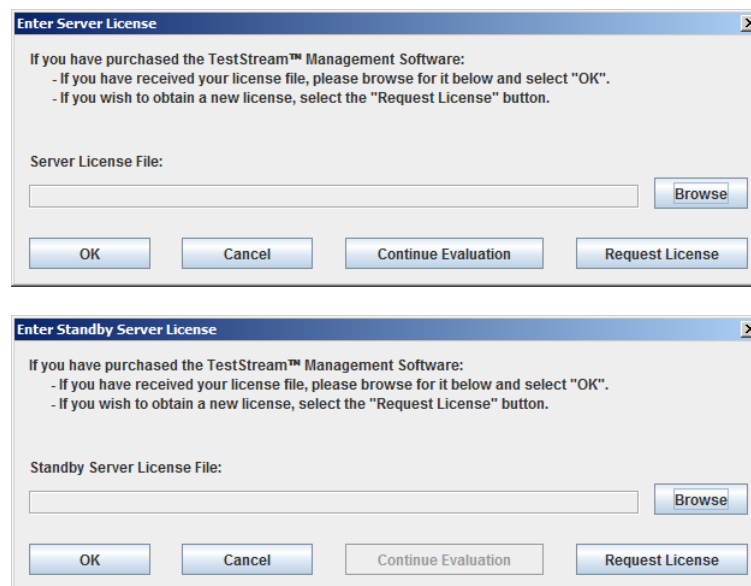 Enter Server License
If you have purchased the TestStream™ Management Software:
- If you have received your license file, please browse for it below and select "OK".
- If you wish to obtain a new license, select the "Request License" button.
Server License File:
Browse
OK Cancel Continue Evaluation Request License
Enter Standby Server License
If you have purchased the TestStream™ Management Software:
- If you have received your license file, please browse for it below and select "OK".
- If you wish to obtain a new license, select the "Request License" button.
Standby Server License File:
Browse
OK Cancel Continue Evaluation Request License